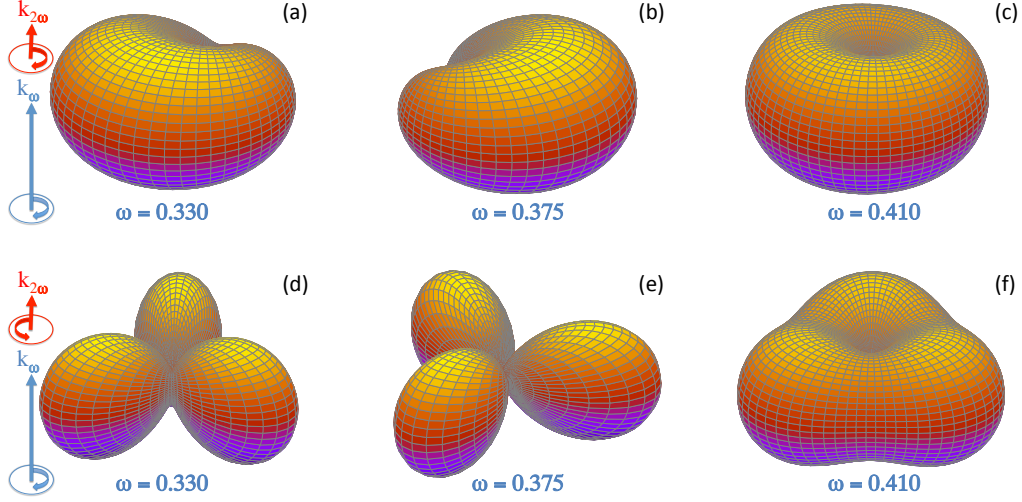 k2ω
kω
(a)
(b)
(c)
ω = 0.330
ω = 0.375
ω = 0.410
k2ω
kω
(d)
(e)
(f)
ω = 0.330
ω = 0.375
ω = 0.410